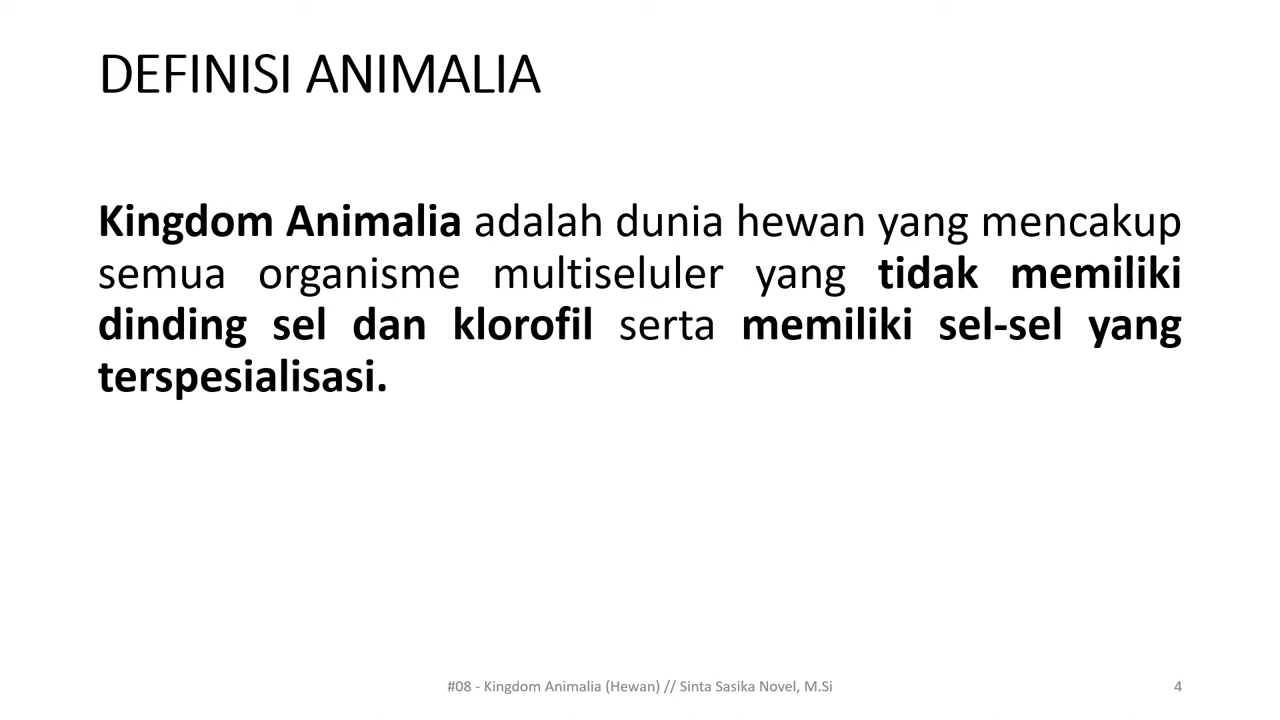 DEFINISI ANIMALIA
Kingdom Animalia adalah dunia hewan yang mencakup
semua organisme multiseluler yang tidak memiliki
dinding sel dan klorofil serta memiliki sel-sel yang
terspesialisasi.
#08 - Kingdom Animalia (Hewan) // Sinta Sasika Novel, M.Si
4